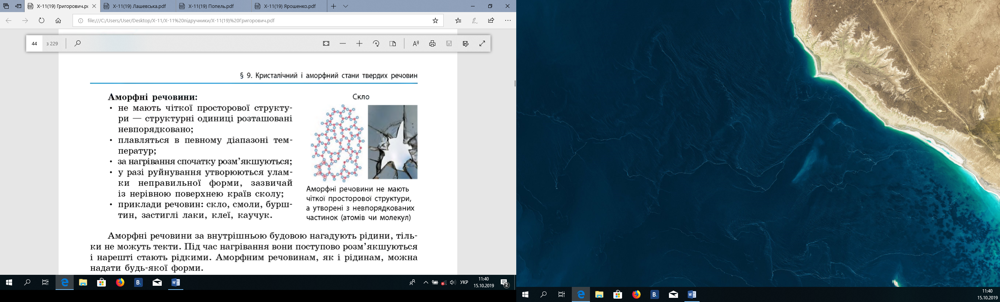 X-11(19) Григорович.pc
X-11(19) Лашевська.pdf
X-11(19) Попель.pdf
X-11(19) Ярошенко.pdf
file:///C:/Users/User/Desktop/X-11/X-11%20підручники/X-11(19)%20Григорович.pdf
44 з 229
§ 9. Кристалічний і аморфний стани твердих речовин
Аморфні речовини:
• не мають чіткої просторової структу-
ри — структурні одиниці розташовані
невпорядковано;
• плавляться в певному діапазоні тем-
ператур;
• за нагрівання спочатку розм’якшуються;
• у разі руйнування утворюються улам-
ки неправильної форми, зазвичай
із нерівною поверхнею країв сколу;
• приклади речовин: скло, смоли, бурш-
тин, застиглі лаки, клеї, каучук.
Скло
Аморфні речовини не мають
чіткої просторової структури,
а утворені з невпорядкованих
частинок (атомів чи молекул)
Аморфні речовини за внутрішньою будовою нагадують рідини, тіль-
ки не можуть текти. Під час нагрівання вони поступово розм’якшуються
і нарешті стають рідкими. Аморфним речовинам, як і рідинам, можна
надати будь-якої форми.
B.
УКР
11:40
15.10.2019
2
B.
11:40
15.10.2019